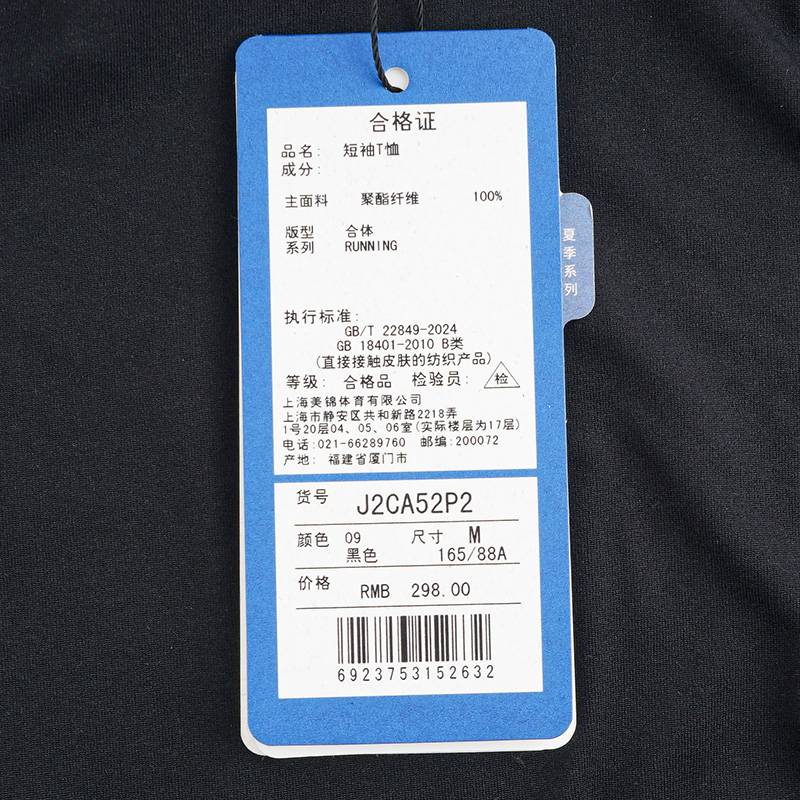 合格证
品名: 短袖T恤
成分:
主面料 聚酯纤维 100%
版型 合体
系列 RUNNING
执行标准:
GB/T 22849-2024
GB 18401-2010 B类
(直接接触皮肤的纺织产品)
等级: 合格品 检验员: 检
上海美锦体育有限公司
上海市静安区共和新路2218弄
1号20层04、05、06室(实际楼层为17层)
电话:021-66289760 邮编:200072
产地: 福建省厦门市
货号 J2CA52P2
颜色 09 尺寸 M
黑色 165/88A
价格 RMB 298.00
6923753152632
夏季系列